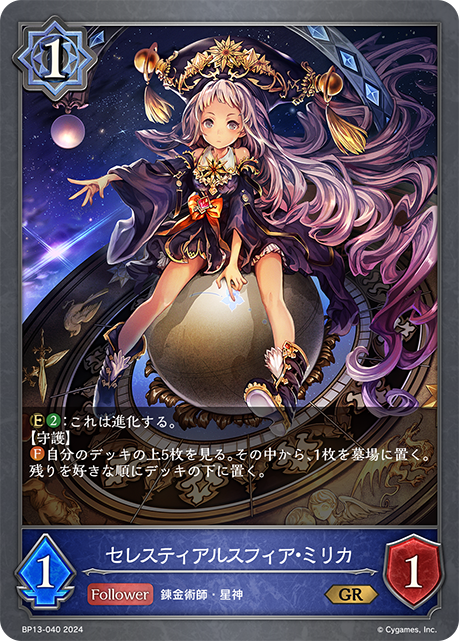 1
E 2：これは進化する。
【守護】
F 自分のデッキの上5枚を見る。その中から、1枚を墓場に置く。
残りを好きな順にデッキの下に置く。
セレスティアルスフィア・ミリカ
1
Follower 錬金術師・星神 GR
1
BP13-040 2024
© Cygames, Inc.